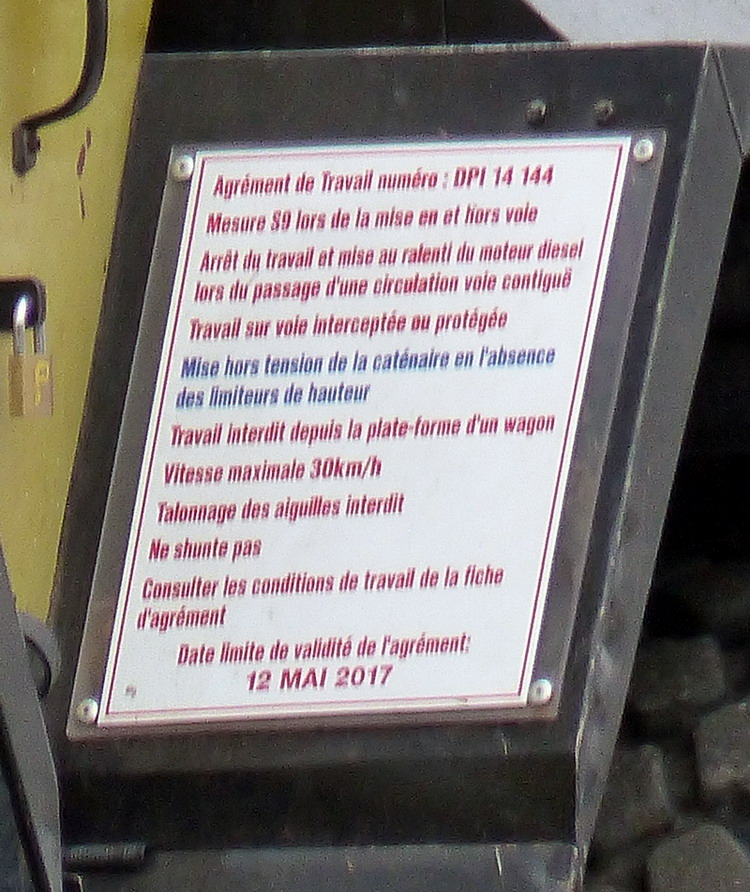 Agrément de Travail numéro : DPI 14 144
Mesure S9 lors de la mise en et hors voie
Arrêt du travail et mise au ralenti du moteur diesel
lors du passage d'une circulation voie contiguë
Travail sur voie interceptée ou protégée
Mise hors tension de la caténaire en l'absence
des limiteurs de hauteur
Travail interdit depuis la plate-forme d'un wagon
Vitesse maximale 30km/h
Talonnage des aiguilles interdit
Ne shunte pas
Consulter les conditions de travail de la fiche
d'agrément
Date limite de validité de l'agrément:
12 MAI 2017